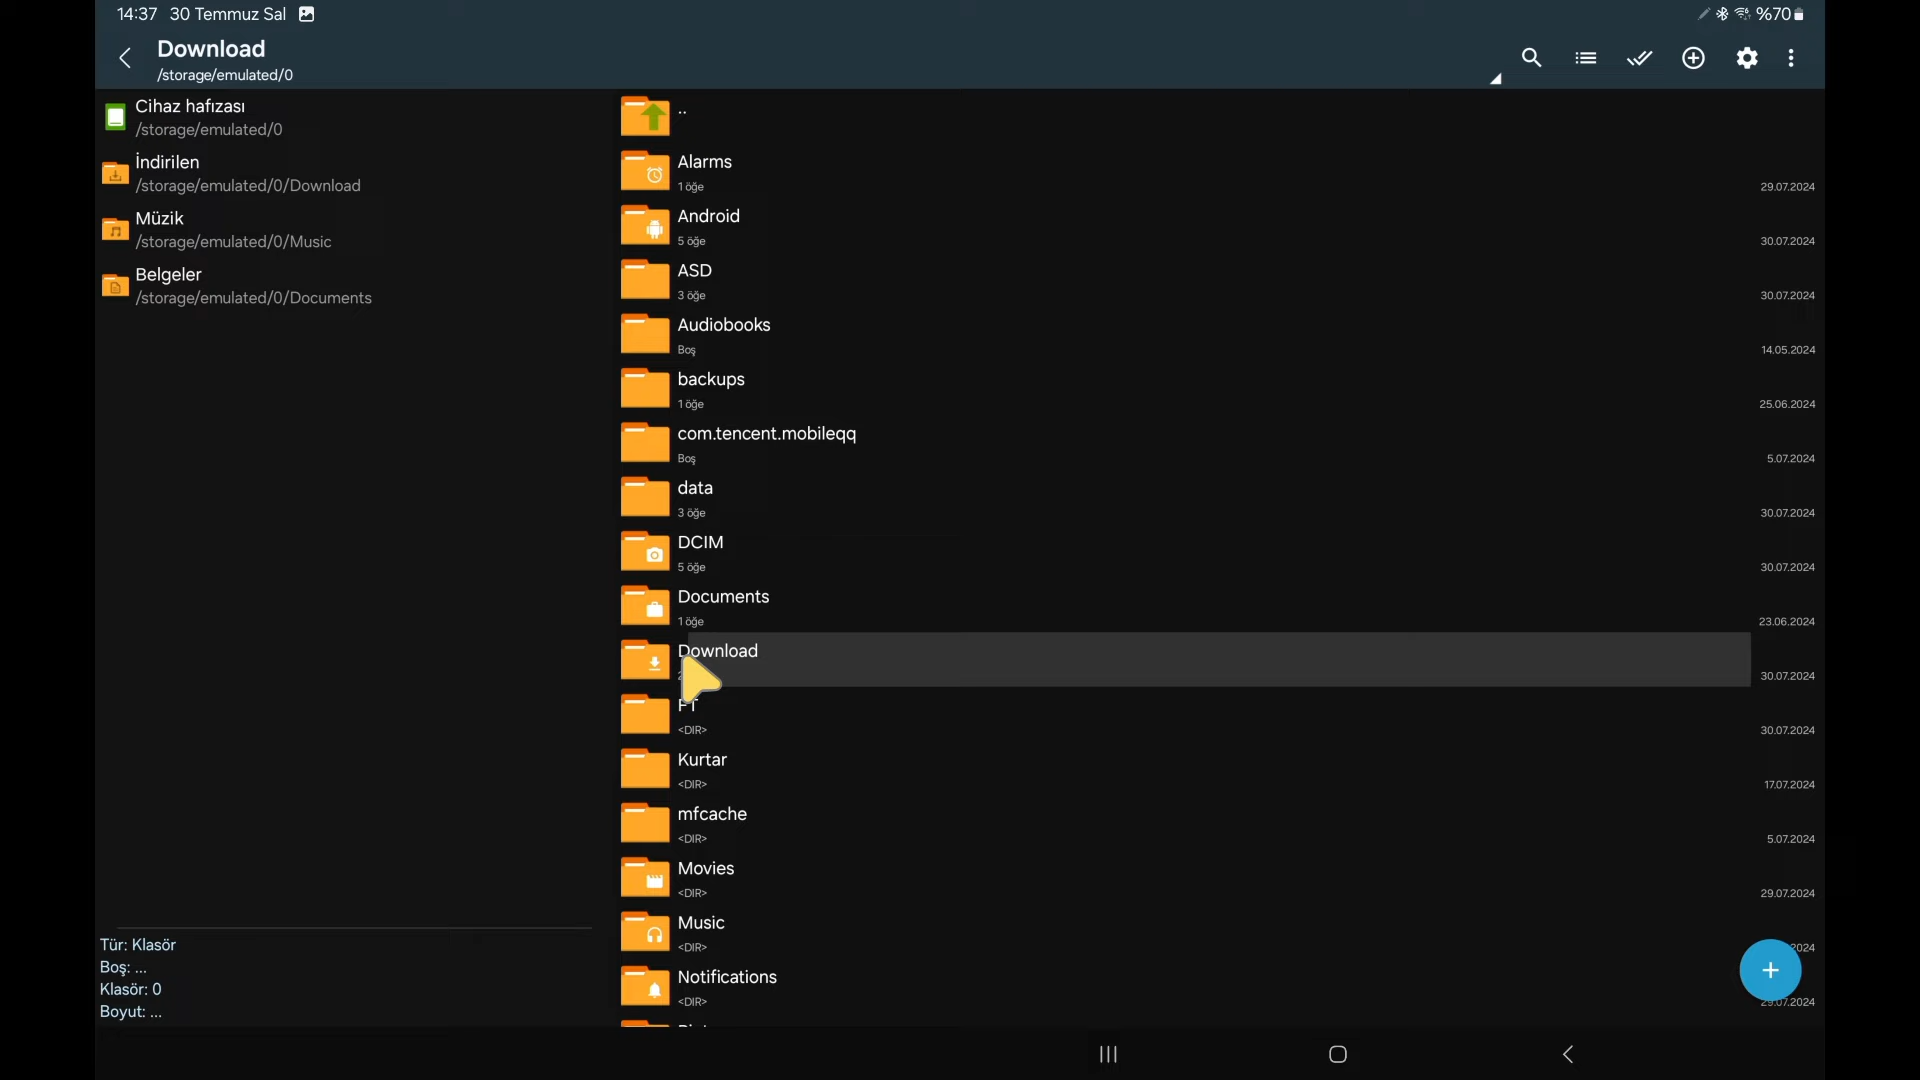 14:37 30 Temmuz Sal
%70
Download
/storage/emulated/0
Cihaz hafızası
/storage/emulated/0
İndirilen
/storage/emulated/0/Download
Müzik
/storage/emulated/0/Music
Belgeler
/storage/emulated/0/Documents
Tür: Klasör
Boş: ...
Klasör: 0
Boyut: ...
..
Alarms
1 öğe
29.07.2024
Android
5 öğe
30.07.2024
ASD
3 öğe
30.07.2024
Audiobooks
Boş
14.05.2024
backups
1 öğe
25.06.2024
com.tencent.mobileqq
Boş
5.07.2024
data
3 öğe
30.07.2024
DCIM
5 öğe
30.07.2024
Documents
1 öğe
23.06.2024
Download
30.07.2024
FT
<DIR>
30.07.2024
Kurtar
<DIR>
17.07.2024
mfcache
<DIR>
5.07.2024
Movies
<DIR>
29.07.2024
Music
<DIR>
2024
Notifications
<DIR>
29.07.2024